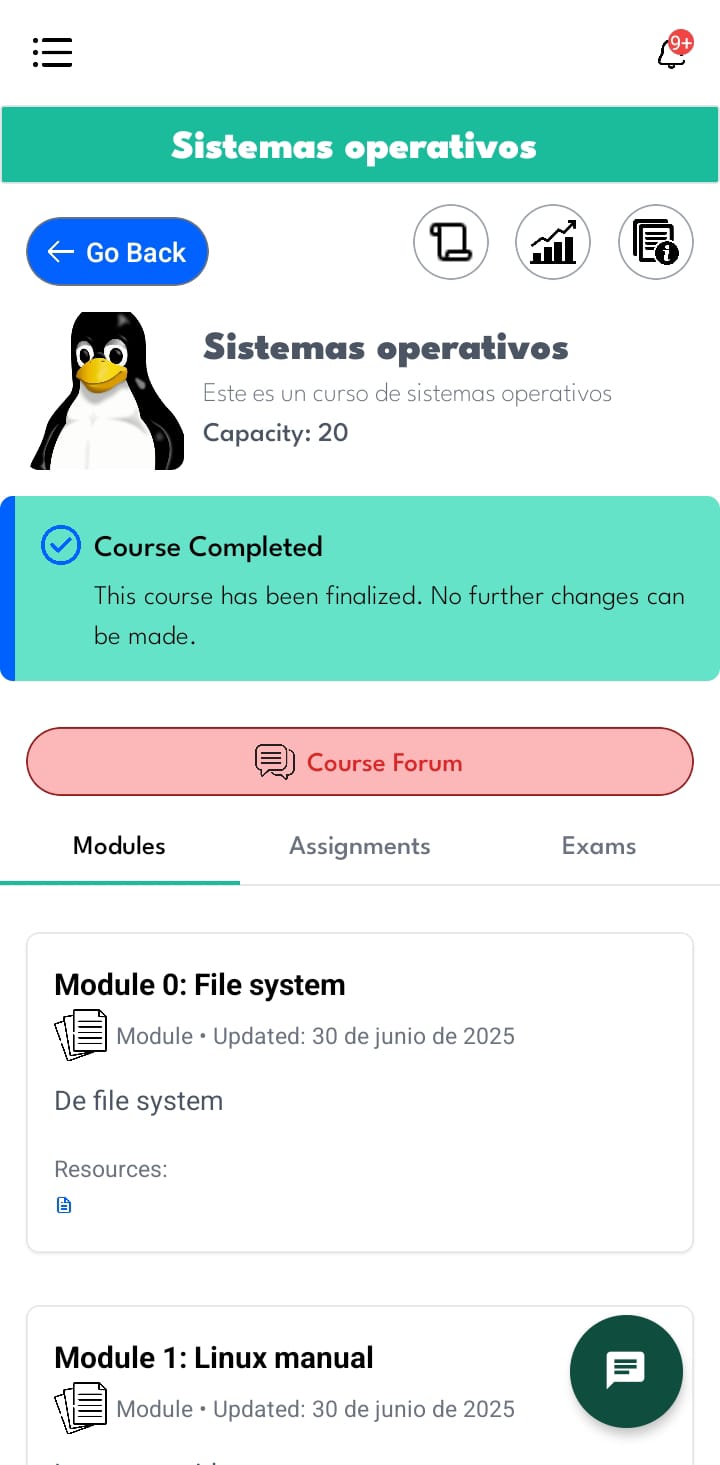 9+
Sistemas operativos
Go Back
Sistemas operativos
Este es un curso de sistemas operativos
Capacity: 20
Course Completed
This course has been finalized. No further changes can
be made.
Course Forum
Modules Assignments Exams
Module 0: File system
Module • Updated: 30 de junio de 2025
De file system
Resources:
Module 1: Linux manual
Module • Updated: 30 de junio de 2025